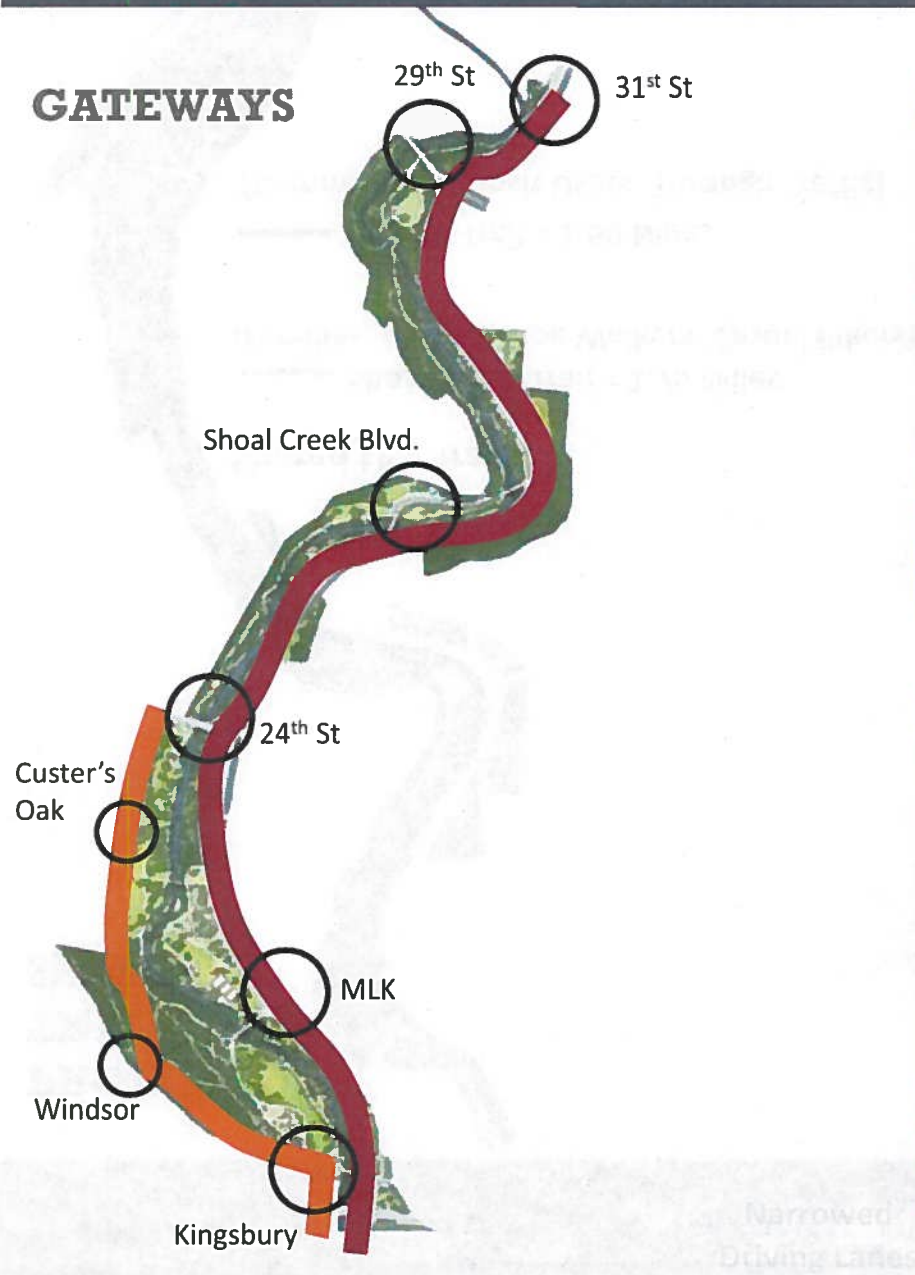 GATEWAYS
29th St
31st St
Shoal Creek Blvd.
24th St
Custer's
Oak
MLK
Windsor
Kingsbury
Narrowed
Driving Lanes